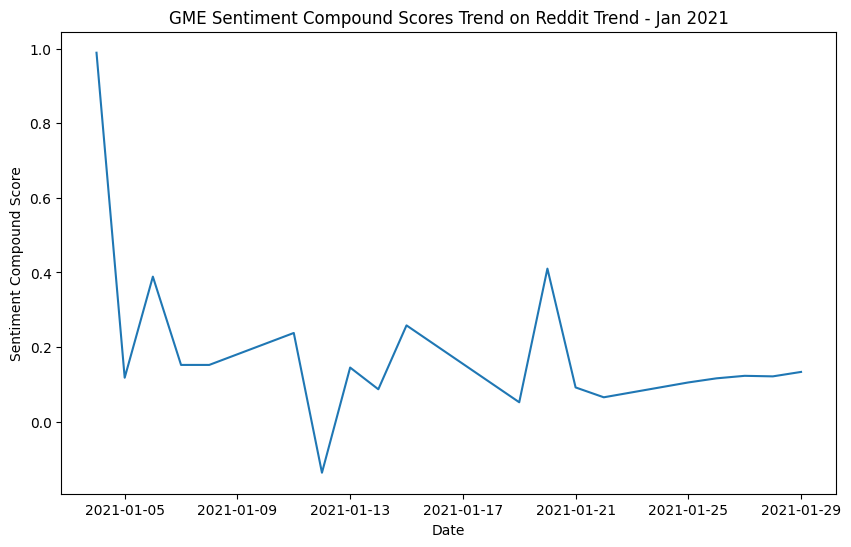 GME Sentiment Compound Scores Trend on Reddit Trend - Jan 2021
Sentiment Compound Score
1.0
0.8
0.6
0.4
0.2
0.0
2021-01-05 2021-01-09 2021-01-13 2021-01-17 2021-01-21 2021-01-25 2021-01-29
Date